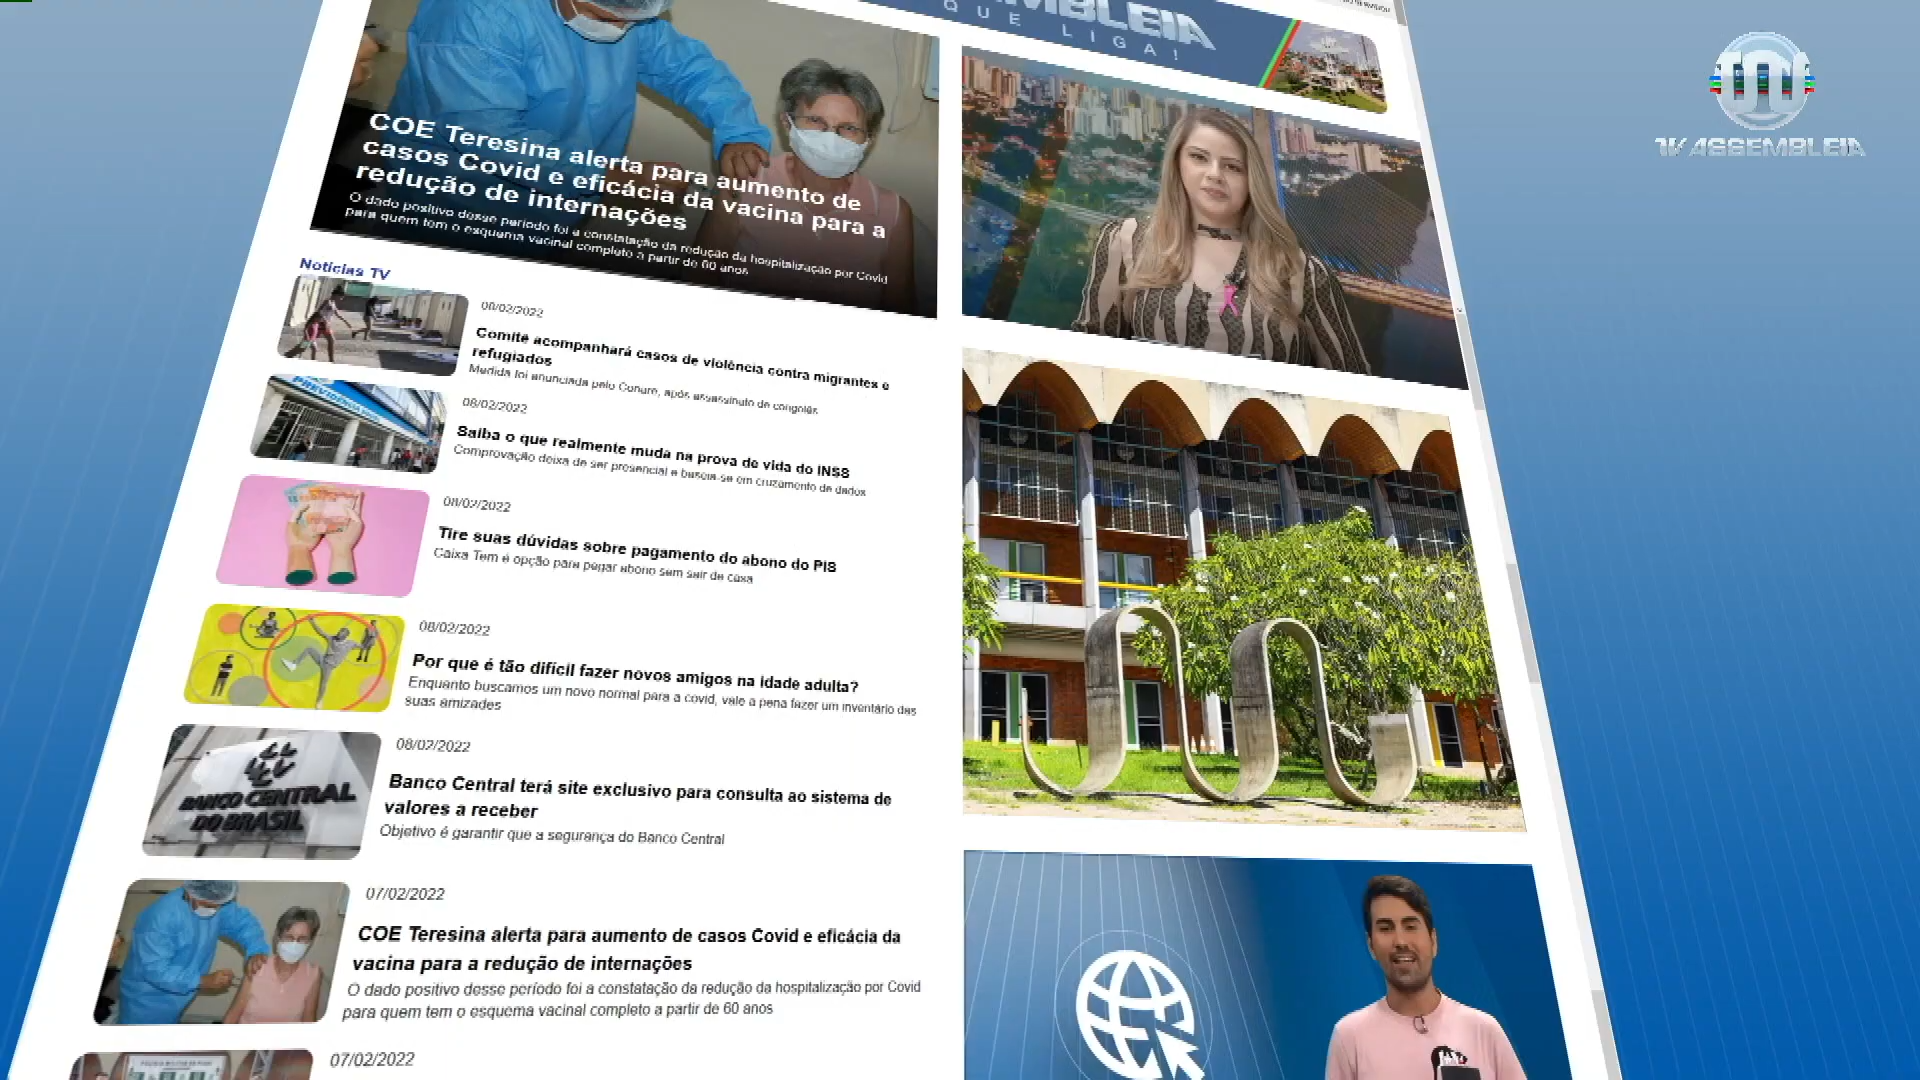 MBLEIA
QUE LIGA!
TV ASSEMBLEIA
COE Teresina alerta para aumento de
casos Covid e eficácia da vacina para a
redução de internações
O dado positivo desse período foi a constatação da redução da hospitalização por Covid
para quem tem o esquema vacinal completo a partir de 60 anos
Notícias TV
08/02/2022
Comitê acompanhará casos de violência contra migrantes e
refugiados
Medida foi anunciada pelo Conare, após assassinato de congolês
PREVIDÊNCIA
08/02/2022
Saiba o que realmente muda na prova de vida do INSS
Comprovação deixa de ser presencial e baseia-se em cruzamento de dados
08/02/2022
Tire suas dúvidas sobre pagamento do abono do PIS
Caixa Tem é opção para pegar abono sem sair de casa
08/02/2022
Por que é tão difícil fazer novos amigos na idade adulta?
Enquanto buscamos um novo normal para a covid, vale a pena fazer um inventário das
suas amizades
BANCO CENTRAL
DO BRASIL
08/02/2022
Banco Central terá site exclusivo para consulta ao sistema de
valores a receber
Objetivo é garantir que a segurança do Banco Central
07/02/2022
COE Teresina alerta para aumento de casos Covid e eficácia da
vacina para a redução de internações
O dado positivo desse período foi a constatação da redução da hospitalização por Covid
para quem tem o esquema vacinal completo a partir de 60 anos
07/02/2022